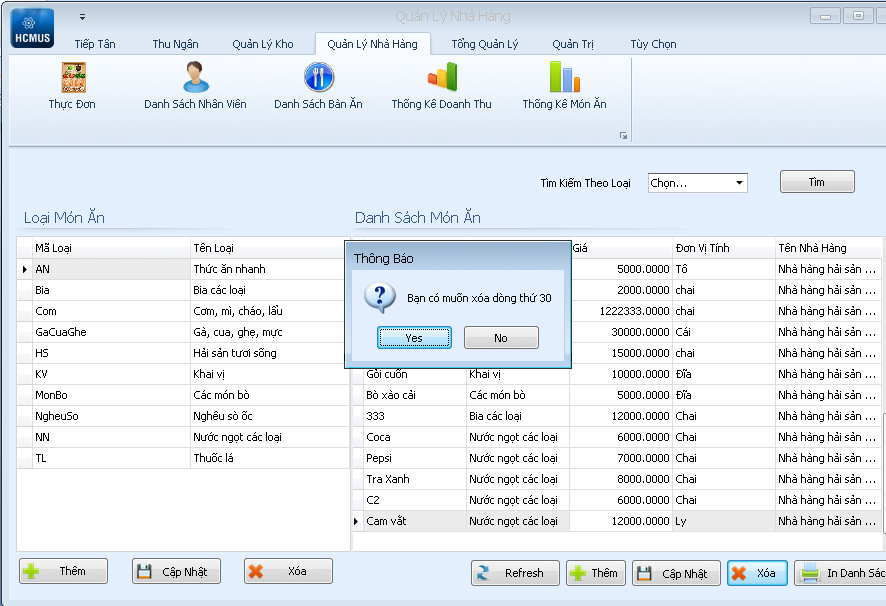 Quản Lý Nhà Hàng
HCMUS
Tiếp Tân Thu Ngân Quản Lý Kho Quản Lý Nhà Hàng Tổng Quản Lý Quản Trị Tùy Chọn
Thực Đơn Danh Sách Nhân Viên Danh Sách Bàn Ăn Thống Kê Doanh Thu Thống Kê Món Ăn
Tìm Kiếm Theo Loại Chọn... Tìm
Loại Món Ăn Danh Sách Món Ăn
Mã Loại Tên Loại Giá Đơn Vị Tính Tên Nhà Hàng
Thông Báo
AN Thức ăn nhanh 5000.0000 Tô Nhà hàng hải sản ...
Bia Bia các loại 2000.0000 chai Nhà hàng hải sản ...
Bạn có muốn xóa dòng thứ 30
Com Cơm, mì, cháo, lẩu 1222333.0000 chai Nhà hàng hải sản ...
GaCuaGhe Gà, cua, ghẹ, mực 30000.0000 Cái Nhà hàng hải sản ...
Yes No
HS Hải sản tươi sống 15000.0000 chai Nhà hàng hải sản ...
KV Khai vị Gỏi cuốn Khai vị 10000.0000 Đĩa Nhà hàng hải sản ...
MonBo Các món bò Bò xào cải Các món bò 5000.0000 Đĩa Nhà hàng hải sản ...
NgheuSo Nghêu sò ốc 333 Bia các loại 12000.0000 Chai Nhà hàng hải sản ...
NN Nước ngọt các loại Coca Nước ngọt các loại 6000.0000 Chai Nhà hàng hải sản ...
TL Thuốc lá Pepsi Nước ngọt các loại 7000.0000 Chai Nhà hàng hải sản ...
Tra Xanh Nước ngọt các loại 8000.0000 Chai Nhà hàng hải sản ...
C2 Nước ngọt các loại 6000.0000 Chai Nhà hàng hải sản ...
Cam vắt Nước ngọt các loại 12000.0000 Ly Nhà hàng hải sản ...
Thêm Cập Nhật Xóa Refresh Thêm Cập Nhật Xóa In Danh Sác